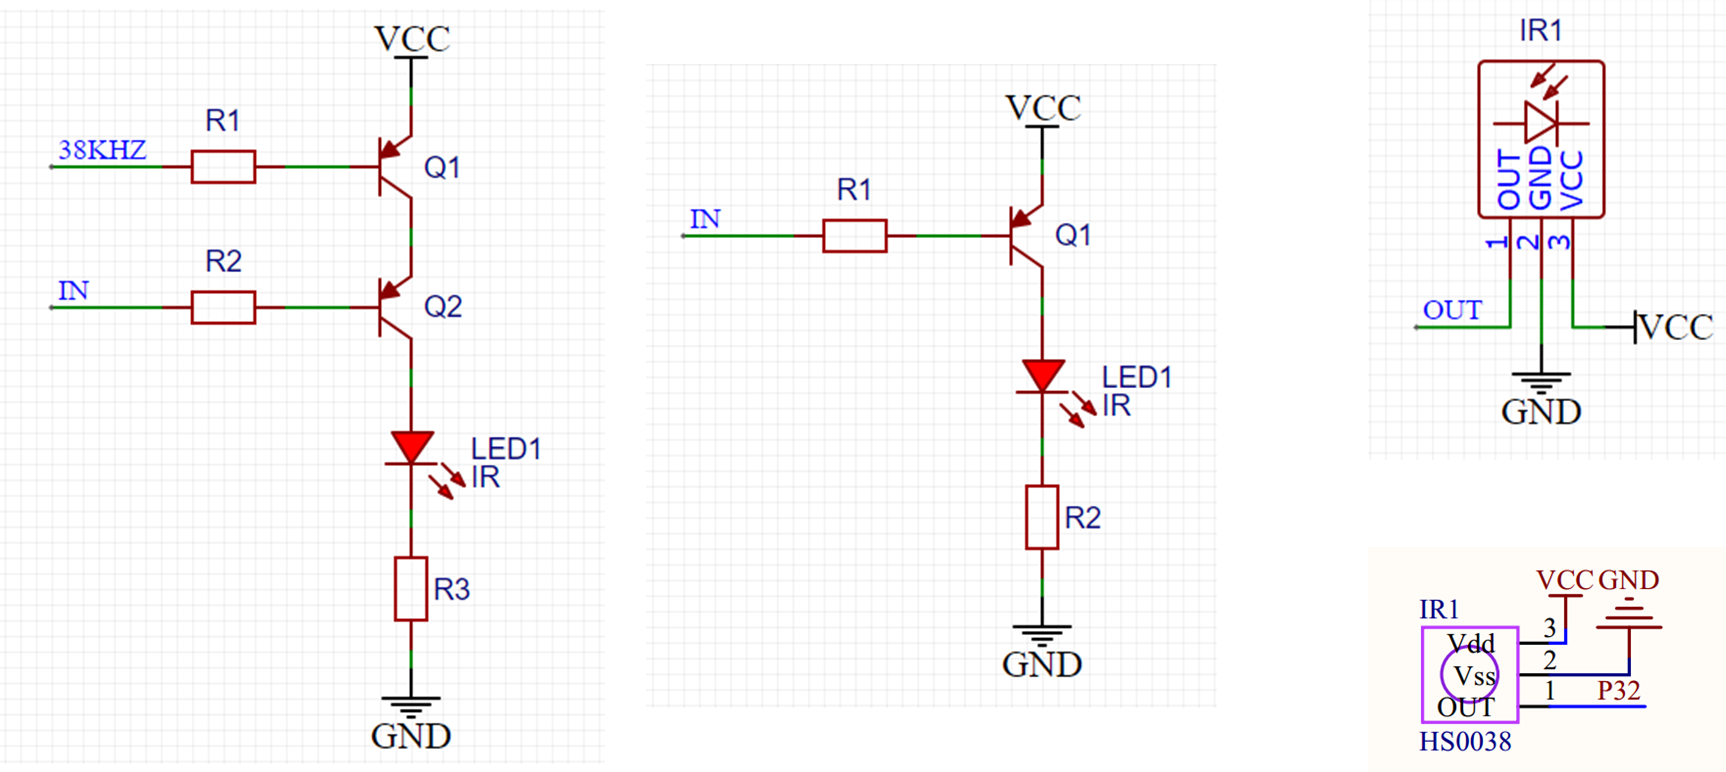 VCC
R1
38KHZ
Q1
R2
IN
Q2
LED1
IR
R3
GND
VCC
R1
IN
Q1
LED1
IR
R2
GND
IR1
OUT
GND
VCC
1
2
3
OUT
VCC
GND
VCC GND
IR1
3
Vdd
2
Vss
1
P32
OUT
HS0038